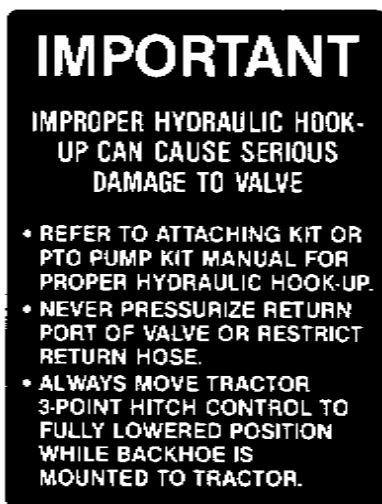 IMPORTANT
IMPROPER HYDRAULIC HOOK-
UP CAN CAUSE SERIOUS
DAMAGE TO VALVE
• REFER TO ATTACHING KIT OR
PTO PUMP KIT MANUAL FOR
PROPER HYDRAULIC HOOK-UP.
• NEVER PRESSURIZE RETURN
PORT OF VALVE OR RESTRICT
RETURN HOSE.
• ALWAYS MOVE TRACTOR
3-POINT HITCH CONTROL TO
FULLY LOWERED POSITION
WHILE BACKHOE IS
MOUNTED TO TRACTOR.